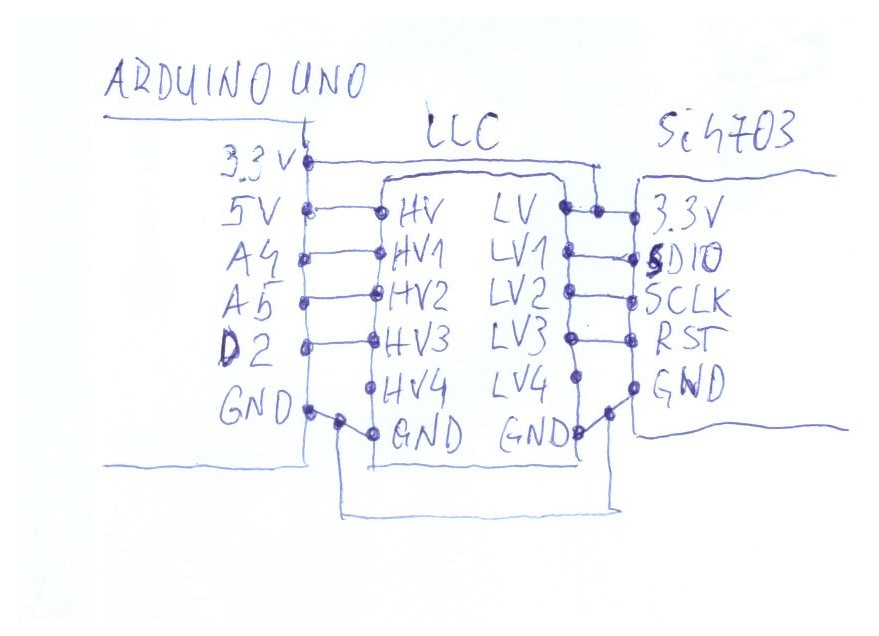 ARDUINO UNO
LLC
Si4703
3.3V
5V HV LV 3.3V
A4 HV1 LV1 SDIO
A5 HV2 LV2 SCLK
D2 HV3 LV3 RST
HV4 LV4 GND
GND GND GND